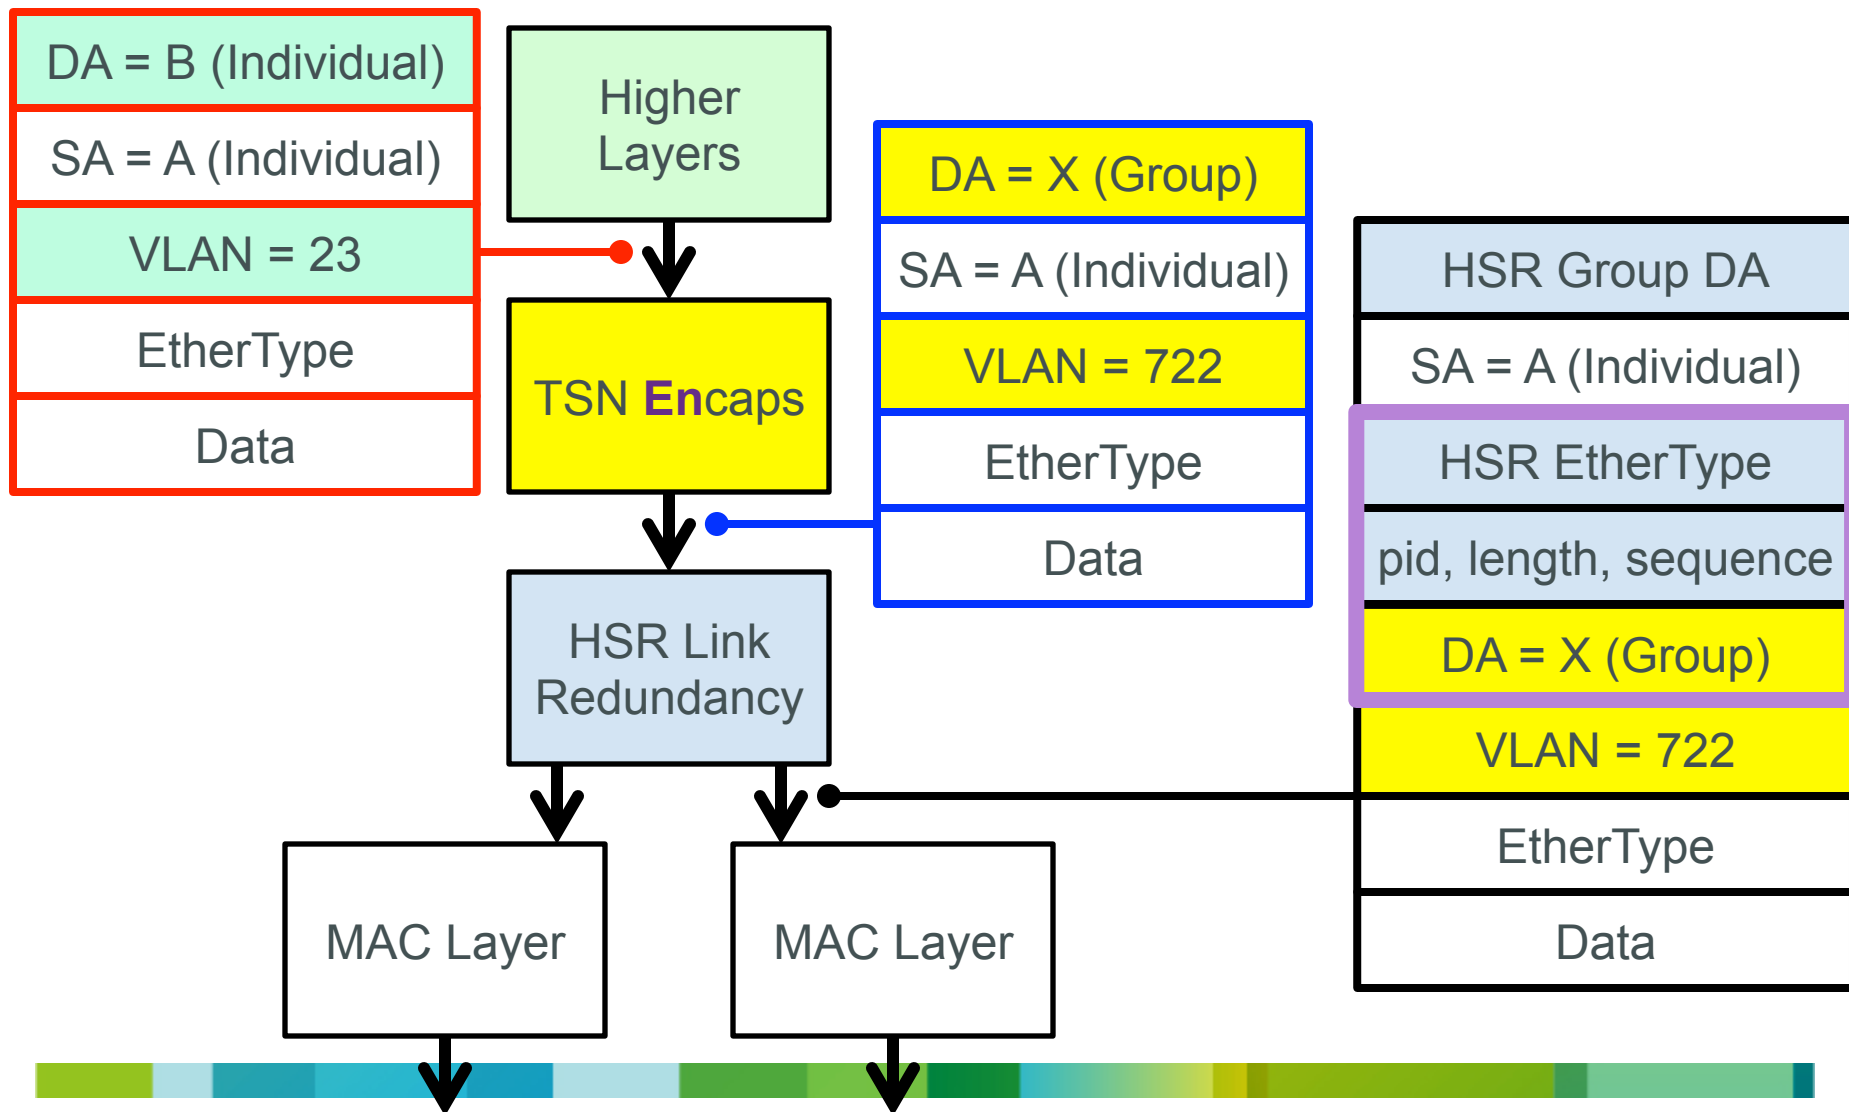 DA = B (Individual)
SA = A (Individual)
VLAN = 23
EtherType
Data
Higher
Layers
TSN Encaps
HSR Link
Redundancy
MAC Layer
MAC Layer
DA = X (Group)
SA = A (Individual)
VLAN = 722
EtherType
Data
HSR Group DA
SA = A (Individual)
HSR EtherType
pid, length, sequence
DA = X (Group)
VLAN = 722
EtherType
Data